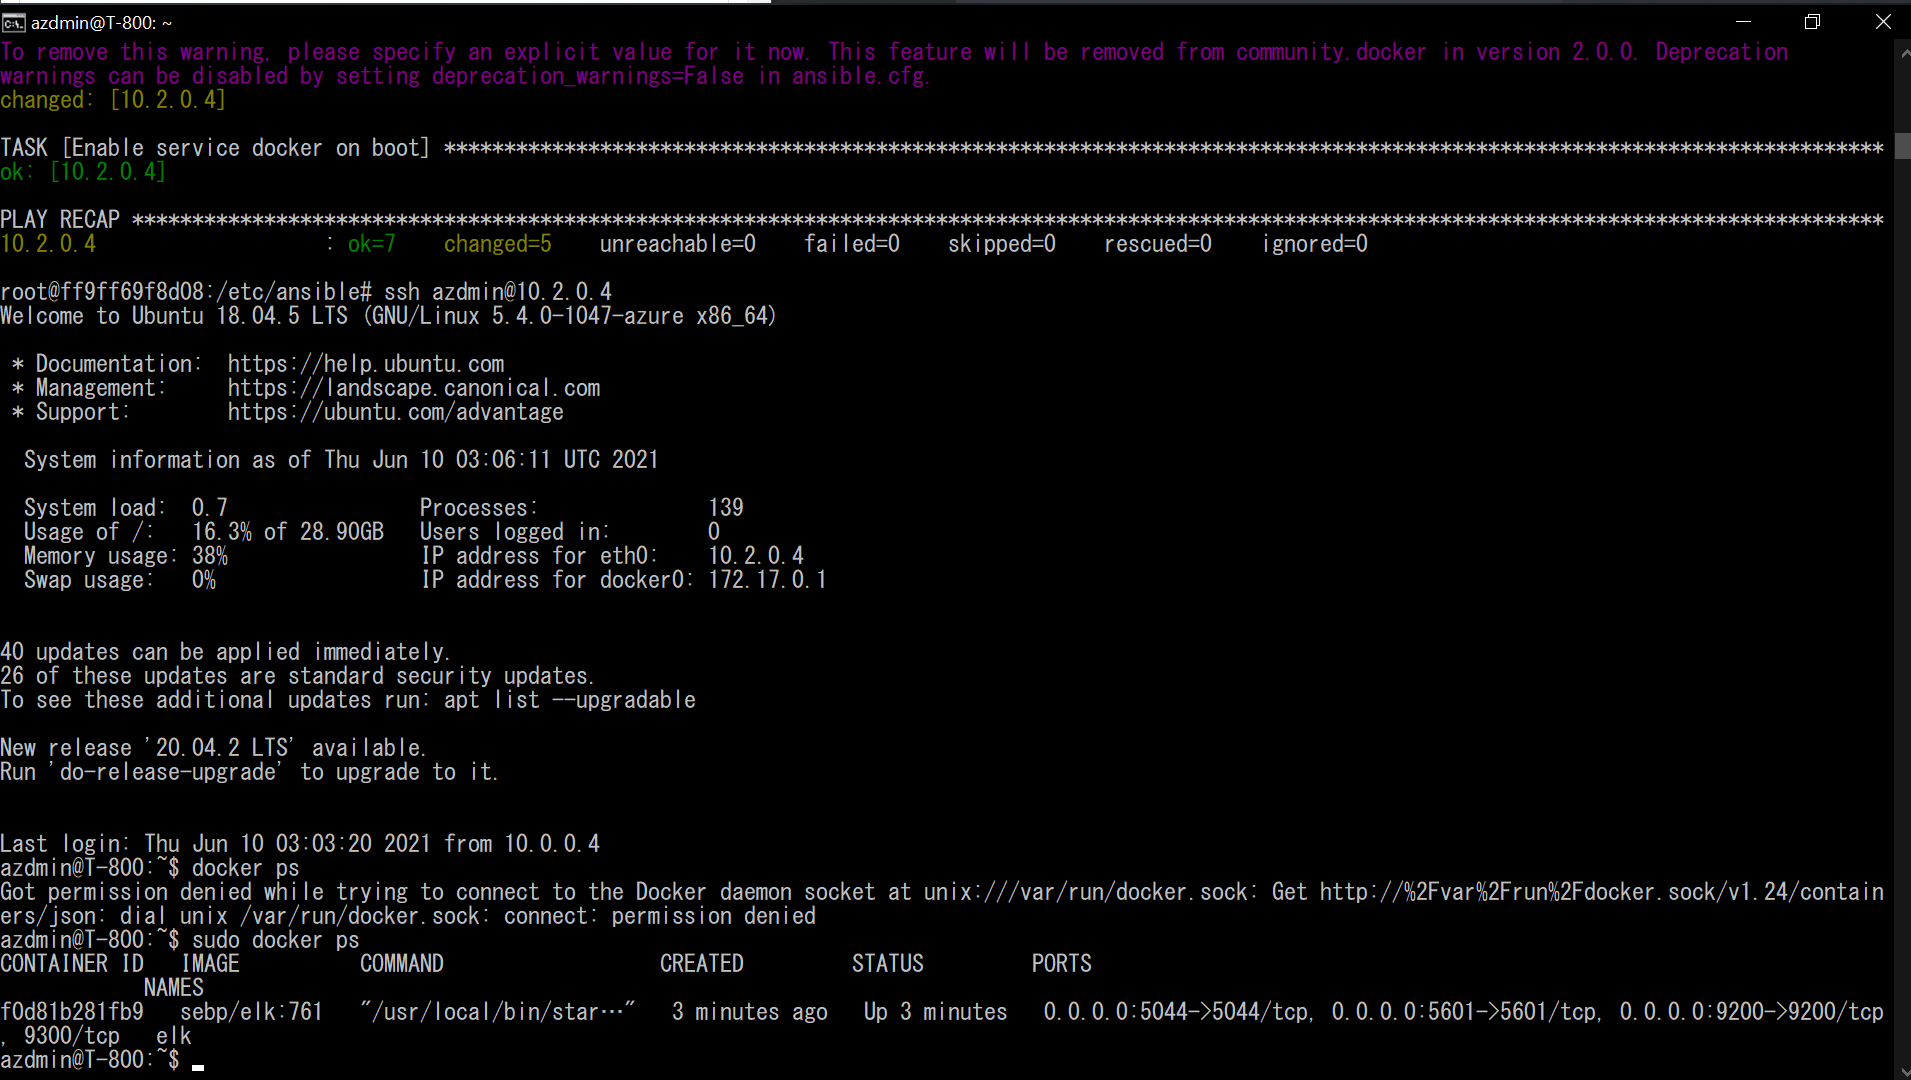 azdmin@T-800: ~
To remove this warning, please specify an explicit value for it now. This feature will be removed from community.docker in version 2.0.0. Deprecation
warnings can be disabled by setting deprecation_warnings=False in ansible.cfg.
changed: [10.2.0.4]
TASK [Enable service docker on boot] ************************************************************************************************************************
ok: [10.2.0.4]
PLAY RECAP **************************************************************************************************************************************************
10.2.0.4                   : ok=7    changed=5    unreachable=0    failed=0    skipped=0    rescued=0    ignored=0
root@ff9ff69f8d08:/etc/ansible# ssh azdmin@10.2.0.4
Welcome to Ubuntu 18.04.5 LTS (GNU/Linux 5.4.0-1047-azure x86_64)
* Documentation:  https://help.ubuntu.com
* Management:     https://landscape.canonical.com
* Support:        https://ubuntu.com/advantage
System information as of Thu Jun 10 03:06:11 UTC 2021
System load:  0.7                Processes:              139
Usage of /:   16.3% of 28.90GB   Users logged in:        0
Memory usage: 38%                IP address for eth0:    10.2.0.4
Swap usage:   0%                 IP address for docker0: 172.17.0.1
40 updates can be applied immediately.
26 of these updates are standard security updates.
To see these additional updates run: apt list --upgradable
New release '20.04.2 LTS' available.
Run 'do-release-upgrade' to upgrade to it.
Last login: Thu Jun 10 03:03:20 2021 from 10.0.0.4
azdmin@T-800:~$ docker ps
Got permission denied while trying to connect to the Docker daemon socket at unix:///var/run/docker.sock: Get http://%2Fvar%2Frun%2Fdocker.sock/v1.24/contain
ers/json: dial unix /var/run/docker.sock: connect: permission denied
azdmin@T-800:~$ sudo docker ps
CONTAINER ID   IMAGE          COMMAND                  CREATED         STATUS         PORTS
            NAMES
f0d81b281fb9   sebp/elk:761   "/usr/local/bin/star…"   3 minutes ago   Up 3 minutes   0.0.0.0:5044->5044/tcp, 0.0.0.0:5601->5601/tcp, 0.0.0.0:9200->9200/tcp
, 9300/tcp   elk
azdmin@T-800:~$